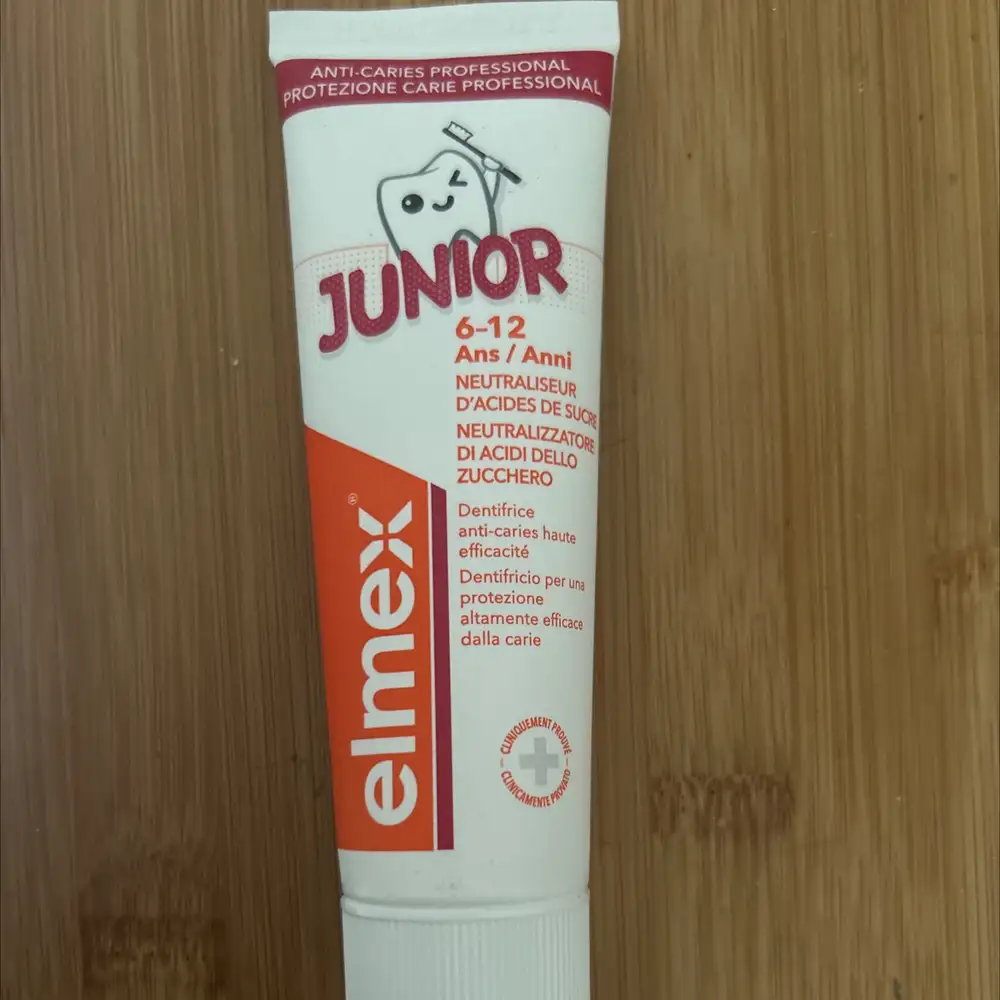 ANTI-CARIES PROFESSIONAL
PROTEZIONE CARIE PROFESSIONAL
JUNIOR
6-12
Ans / Anni
NEUTRALISEUR
D'ACIDES DE SUCRE
NEUTRALIZZATORE
DI ACIDI DELLO
ZUCCHERO
Dentifrice
anti-caries haute
efficacité
Dentifricio per una
protezione
altamente efficace
dalla carie
elmex®
CLINIQUEMENT PROUVÉ
CLINICAMENTE PROVATO